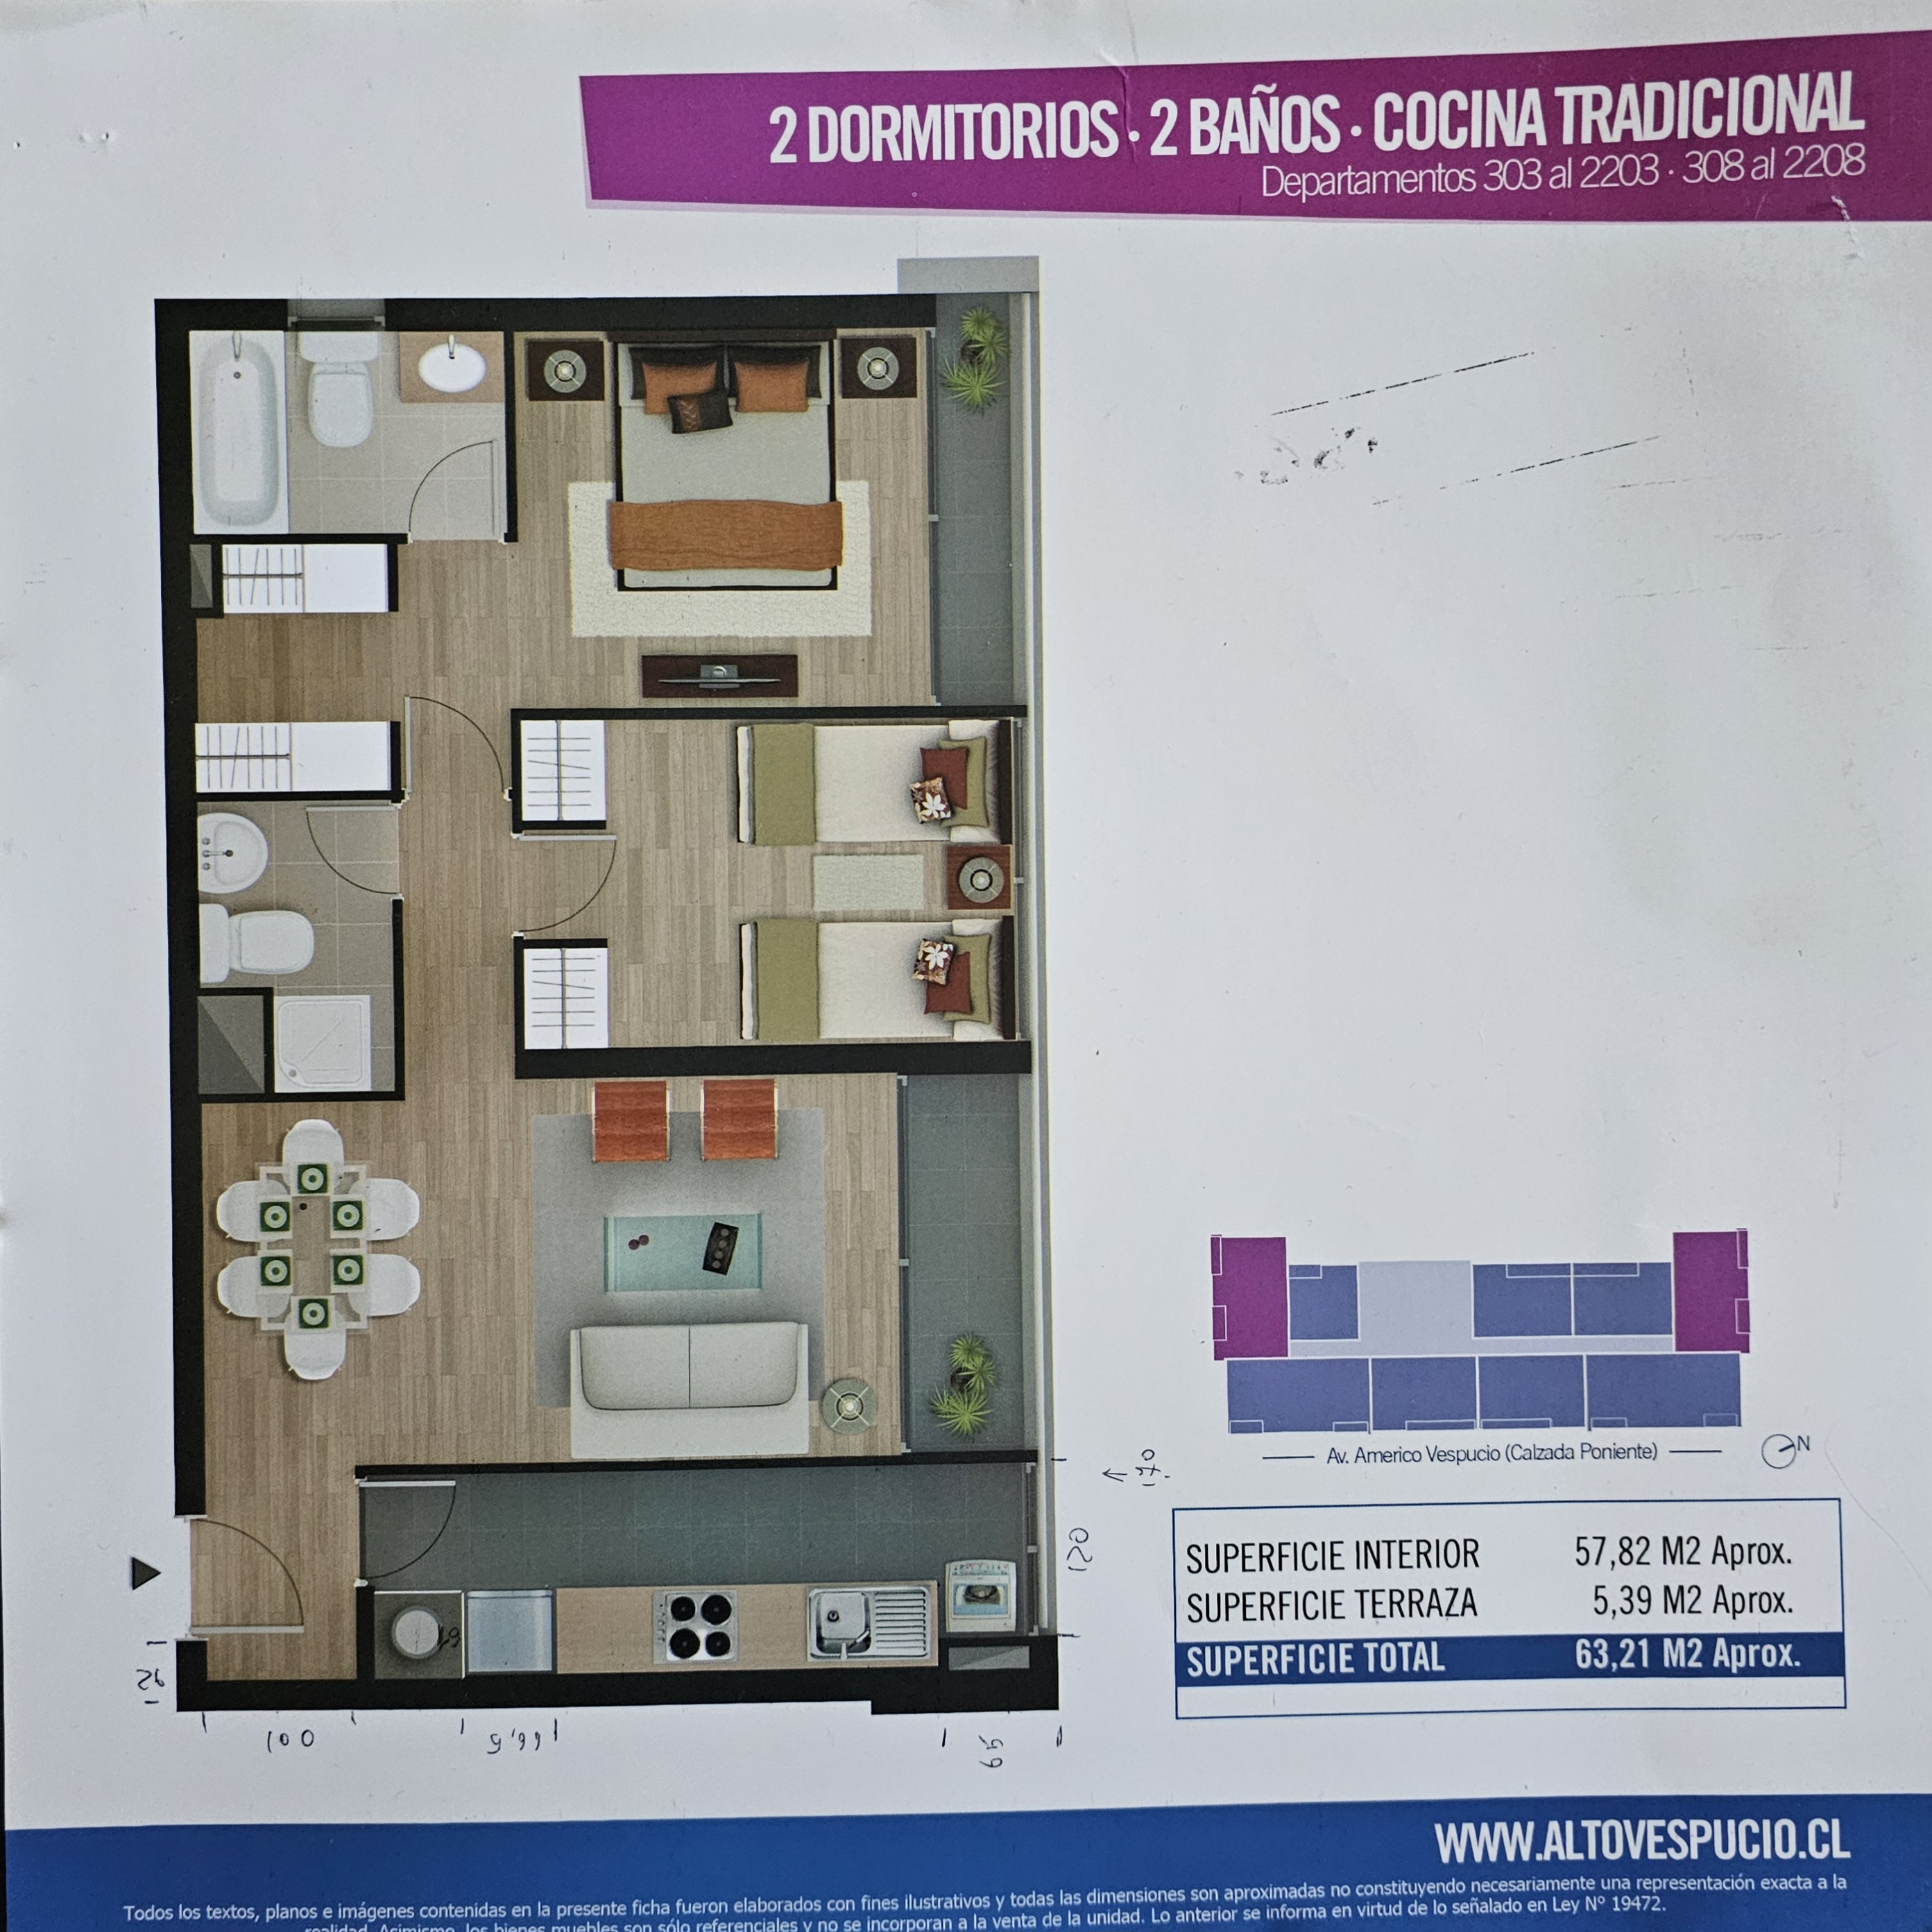 2 DORMITORIOS · 2 BAÑOS · COCINA TRADICIONAL
Departamentos 303 al 2203 · 308 al 2208
Av. Americo Vespucio (Calzada Poniente)
N
SUPERFICIE INTERIOR 57,82 M2 Aprox.
SUPERFICIE TERRAZA 5,39 M2 Aprox.
SUPERFICIE TOTAL 63,21 M2 Aprox.
120
92
100
WWW.ALTOVESPUCIO.CL
Todos los textos, planos e imágenes contenidas en la presente ficha fueron elaborados con fines ilustrativos y todas las dimensiones son aproximadas no constituyendo necesariamente una representación exacta a la
realidad. Asimismo, los bienes muebles son sólo referenciales y no se incorporan a la venta de la unidad. Lo anterior se informa en virtud de lo señalado en Ley Nº 19472.